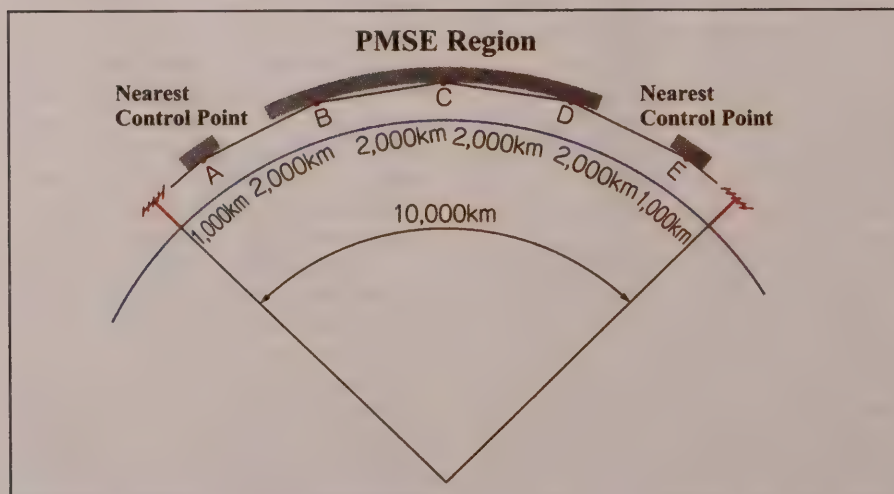 PMSE Region
Nearest
Control Point
Nearest
Control Point
A
B
C
D
E
1,000km
2,000km
2,000km
2,000km
2,000km
1,000km
10,000km